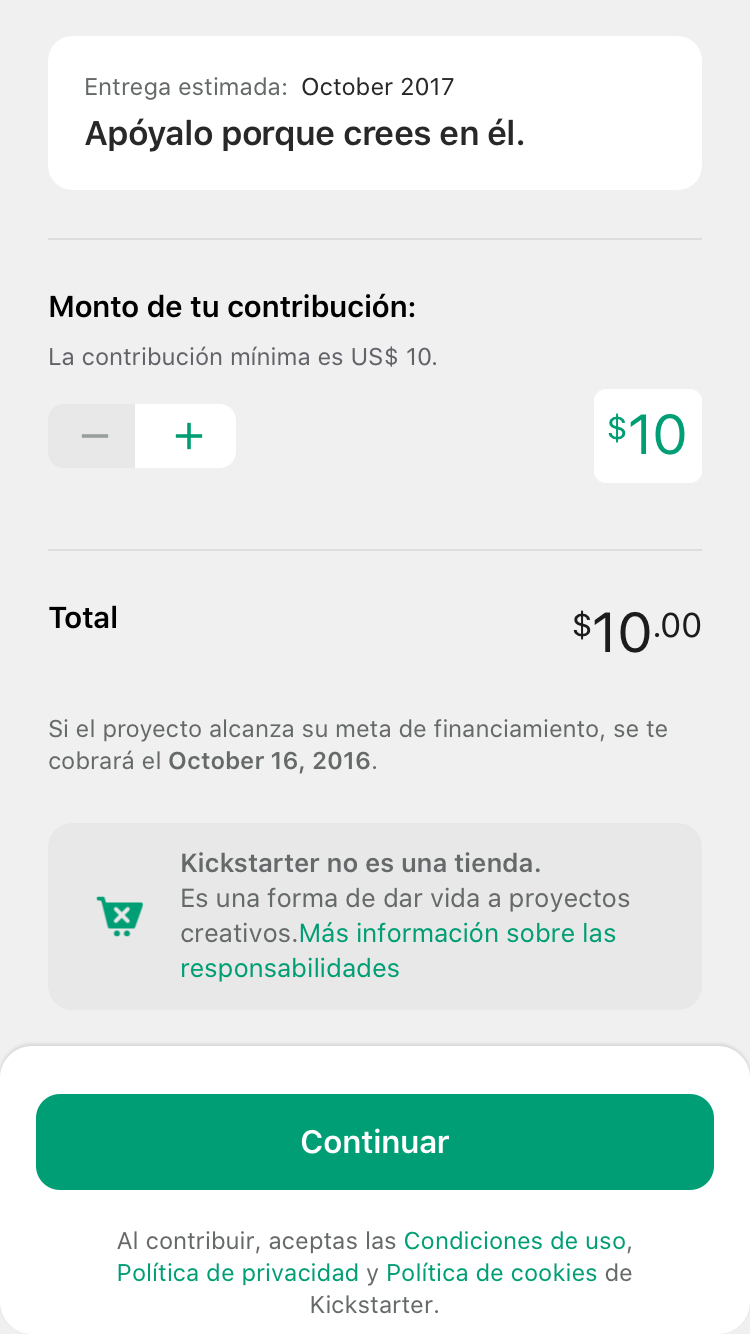 Entrega estimada: October 2017
Apóyalo porque crees en él.
Monto de tu contribución:
La contribución mínima es US$ 10.
$10
Total
$10.00
Si el proyecto alcanza su meta de financiamiento, se te
cobrará el October 16, 2016.
Kickstarter no es una tienda.
Es una forma de dar vida a proyectos
creativos.Más información sobre las
responsabilidades
Continuar
Al contribuir, aceptas las Condiciones de uso,
Política de privacidad y Política de cookies de
Kickstarter.